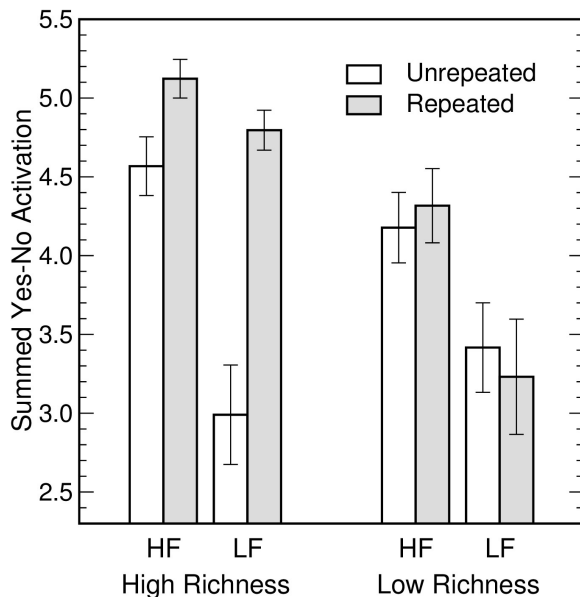 5.5
5.0
4.5
4.0
3.5
3.0
2.5
Summed Yes-No Activation
Unrepeated
Repeated
HF LF HF LF
High Richness Low Richness